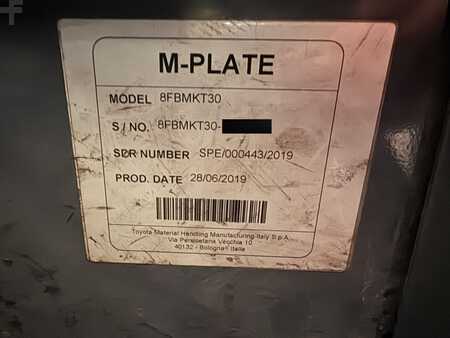 M-PLATE
MODEL 8FBMKT30
S / NO. 8FBMKT30-
SDR NUMBER SPE/000443/2019
PROD. DATE 28/06/2019
Toyota Material Handling Manufacturing Italy S.p.A
Via Persicetana Vecchia 10
40132 - Bologna - Italie